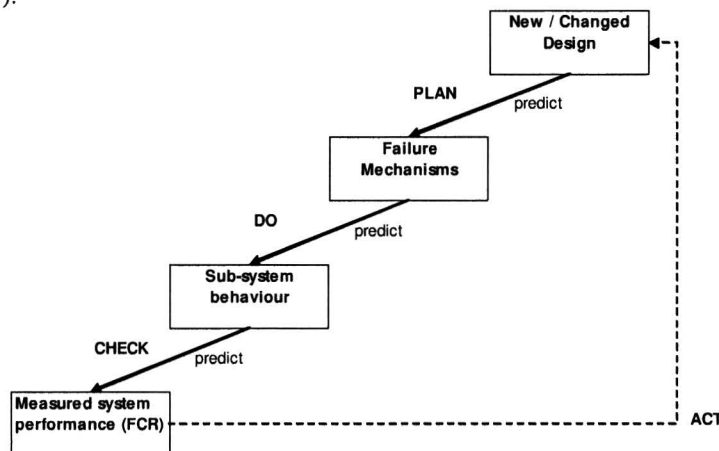 ).
New / Changed
Design
PLAN
predict
Failure
Mechanisms
DO
predict
Sub-system
behaviour
CHECK
predict
Measured system
performance (FCR)
ACT